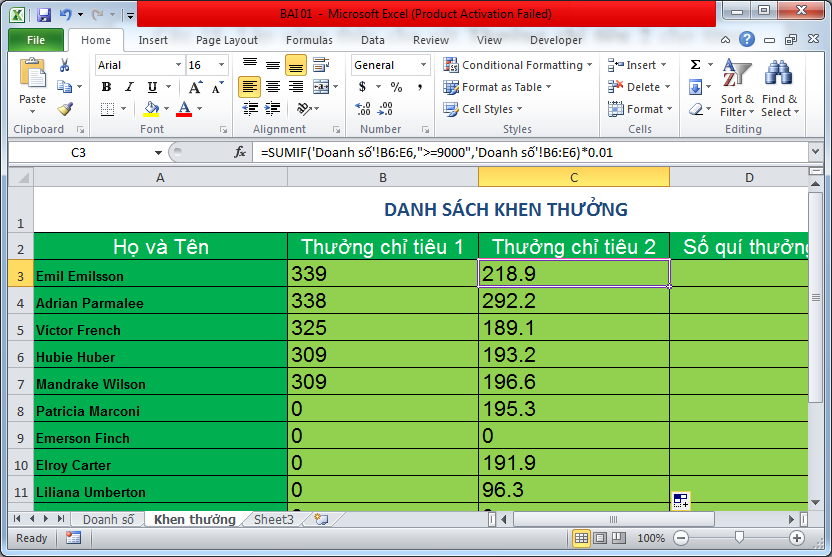 BAI 01 - Microsoft Excel (Product Activation Failed)
File Home Insert Page Layout Formulas Data Review View Developer
Paste
Clipboard
Arial 16
B I U
Font
Alignment
General
$ % ,
Number
Conditional Formatting
Format as Table
Cell Styles
Styles
Insert
Delete
Format
Cells
Σ
Sort & Filter
Find & Select
Editing
C3 fx =SUMIF('Doanh số'!B6:E6,">=9000",'Doanh số'!B6:E6)*0.01
A B C D
1 DANH SÁCH KHEN THƯỞNG
2 Họ và Tên Thưởng chỉ tiêu 1 Thưởng chỉ tiêu 2 Số quí thưởng
3 Emil Emilsson 339 218.9
4 Adrian Parmalee 338 292.2
5 Victor French 325 189.1
6 Hubie Huber 309 193.2
7 Mandrake Wilson 309 196.6
8 Patricia Marconi 0 195.3
9 Emerson Finch 0 0
10 Elroy Carter 0 191.9
11 Liliana Umberton 0 96.3
Doanh số Khen thưởng Sheet3
Ready 100%